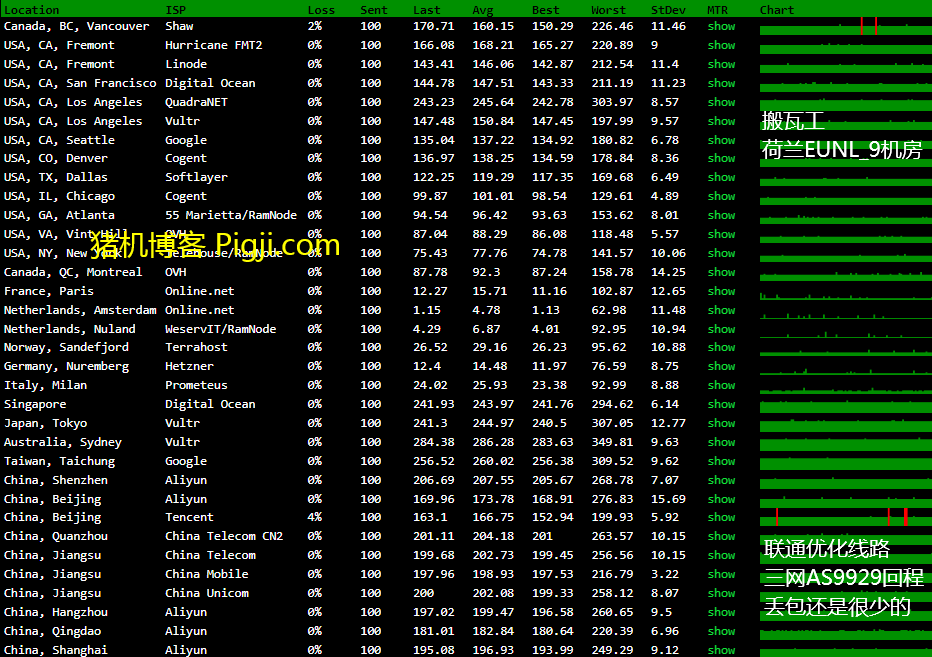 Location ISP Loss Sent Last Avg Best Worst StDev MTR Chart
Canada, BC, Vancouver Shaw 2% 100 170.71 160.15 150.29 226.46 11.46 show
USA, CA, Fremont Hurricane FMT2 0% 100 166.08 168.21 165.27 220.89 9 show
USA, CA, Fremont Linode 0% 100 143.41 146.06 142.87 212.54 11.4 show
USA, CA, San Francisco Digital Ocean 0% 100 144.78 147.51 143.33 211.19 11.23 show
USA, CA, Los Angeles QuadraNET 0% 100 243.23 245.64 242.78 303.97 8.57 show
USA, CA, Los Angeles Vultr 0% 100 147.48 150.84 147.45 197.99 9.57 show
搬瓦工
USA, CA, Seattle Google 0% 100 135.04 137.22 134.92 180.82 6.78 show
荷兰EUNL_9机房
USA, CO, Denver Cogent 0% 100 136.97 138.25 134.59 178.84 8.36 show
USA, TX, Dallas Softlayer 0% 100 122.25 119.29 117.35 169.68 6.49 show
USA, IL, Chicago Cogent 0% 100 99.87 101.01 98.54 129.61 4.89 show
USA, GA, Atlanta 55 Marietta/RamNode 0% 100 94.54 96.42 93.63 153.62 8.01 show
USA, VA, Vint Hill OVH 0% 100 87.04 88.29 86.08 118.48 5.57 show
猪机博客 Pigji.com
USA, NY, New York Telehouse/RamNode 0% 100 75.43 77.76 74.78 141.57 10.06 show
Canada, QC, Montreal OVH 0% 100 87.78 92.3 87.24 158.78 14.25 show
France, Paris Online.net 0% 100 12.27 15.71 11.16 102.87 12.65 show
Netherlands, Amsterdam Online.net 0% 100 1.15 4.78 1.13 62.98 11.48 show
Netherlands, Nuland WeservIT/RamNode 0% 100 4.29 6.87 4.01 92.95 10.94 show
Norway, Sandefjord Terrahost 0% 100 26.52 29.16 26.23 95.62 10.88 show
Germany, Nuremberg Hetzner 0% 100 12.4 14.48 11.97 76.59 8.75 show
Italy, Milan Prometeus 0% 100 24.02 25.93 23.38 92.99 8.88 show
Singapore Digital Ocean 0% 100 241.93 243.97 241.76 294.62 6.14 show
Japan, Tokyo Vultr 0% 100 241.3 244.97 240.5 307.05 12.77 show
Australia, Sydney Vultr 0% 100 284.38 286.28 283.63 349.81 9.63 show
Taiwan, Taichung Google 0% 100 256.52 260.02 256.38 309.52 9.62 show
China, Shenzhen Aliyun 0% 100 206.69 207.55 205.67 268.78 7.07 show
China, Beijing Aliyun 0% 100 169.96 173.78 168.91 276.83 15.69 show
China, Beijing Tencent 4% 100 163.1 166.75 152.94 199.93 5.92 show
China, Quanzhou China Telecom CN2 0% 100 201.11 204.18 201 263.57 10.15 show
联通优化线路
China, Jiangsu China Telecom 0% 100 199.68 202.73 199.45 256.56 10.15 show
China, Jiangsu China Mobile 0% 100 197.96 198.93 197.53 216.79 3.22 show
三网AS9929回程
China, Jiangsu China Unicom 0% 100 200 202.08 199.33 258.12 8.07 show
丢包还是很少的
China, Hangzhou Aliyun 0% 100 197.02 199.47 196.58 260.65 9.5 show
China, Qingdao Aliyun 0% 100 181.01 182.84 180.64 220.39 6.96 show
China, Shanghai Aliyun 0% 100 195.08 196.93 193.99 249.29 9.12 show